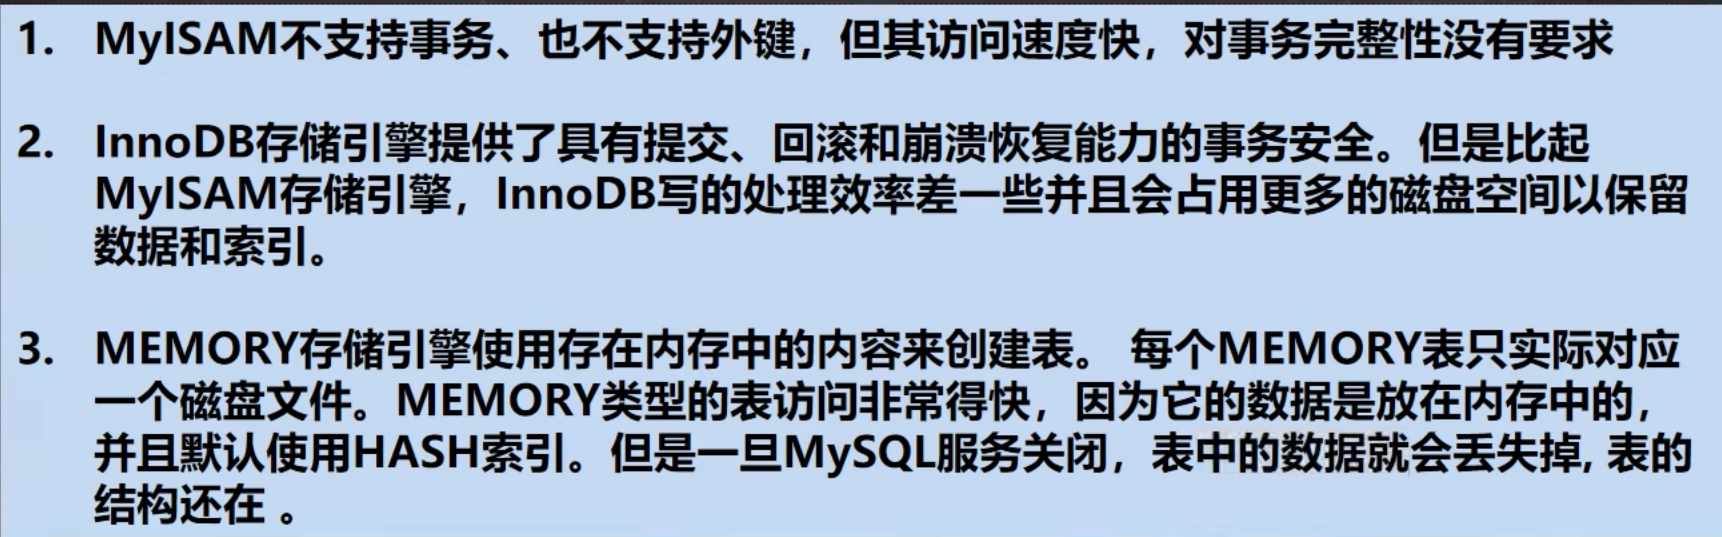 1. MyISAM不支持事务、也不支持外键，但其访问速度快，对事务完整性没有要求
2. InnoDB存储引擎提供了具有提交、回滚和崩溃恢复能力的事务安全。但是比起
MyISAM存储引擎，InnoDB写的处理效率差一些并且会占用更多的磁盘空间以保留
数据和索引。
3. MEMORY存储引擎使用存在内存中的内容来创建表。 每个MEMORY表只实际对应
一个磁盘文件。MEMORY类型的表访问非常得快，因为它的数据是放在内存中的，
并且默认使用HASH索引。但是一旦MySQL服务关闭，表中的数据就会丢失掉, 表的
结构还在 。